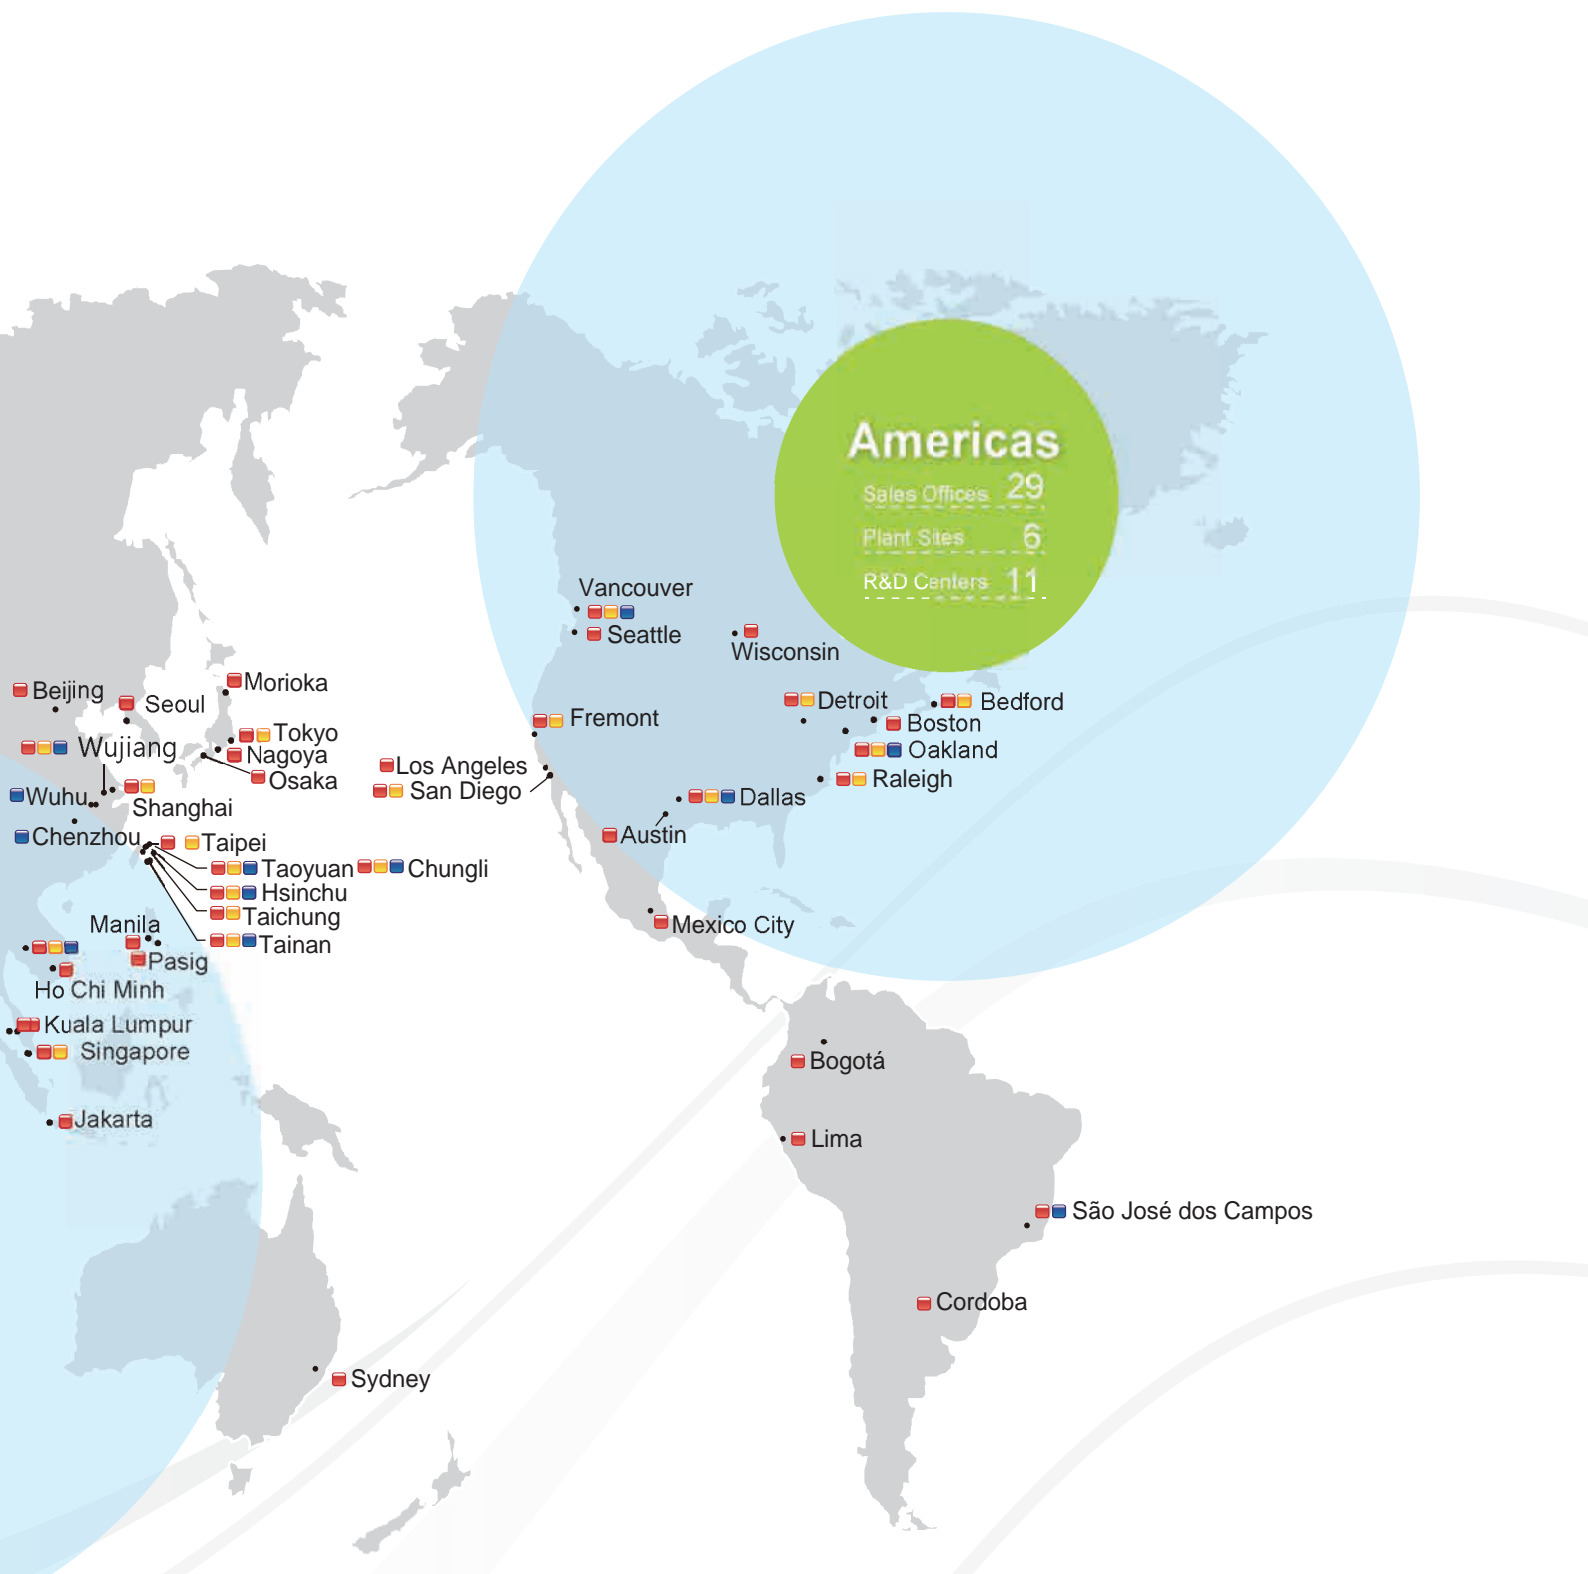 Americas
Sales Offices 29
Plant Sites 6
R&D Centers 11
Vancouver
Seattle
Wisconsin
Morioka
Beijing
Seoul
Detroit
Bedford
Fremont
Boston
Tokyo
Wujiang
Nagoya
Oakland
Los Angeles
Osaka
Raleigh
San Diego
Wuhu
Shanghai
Dallas
Chenzhou
Austin
Taipei
Taoyuan
Chungli
Hsinchu
Taichung
Manila
Mexico City
Tainan
Pasig
Ho Chi Minh
Kuala Lumpur
Singapore
Bogotá
Jakarta
Lima
São José dos Campos
Cordoba
Sydney